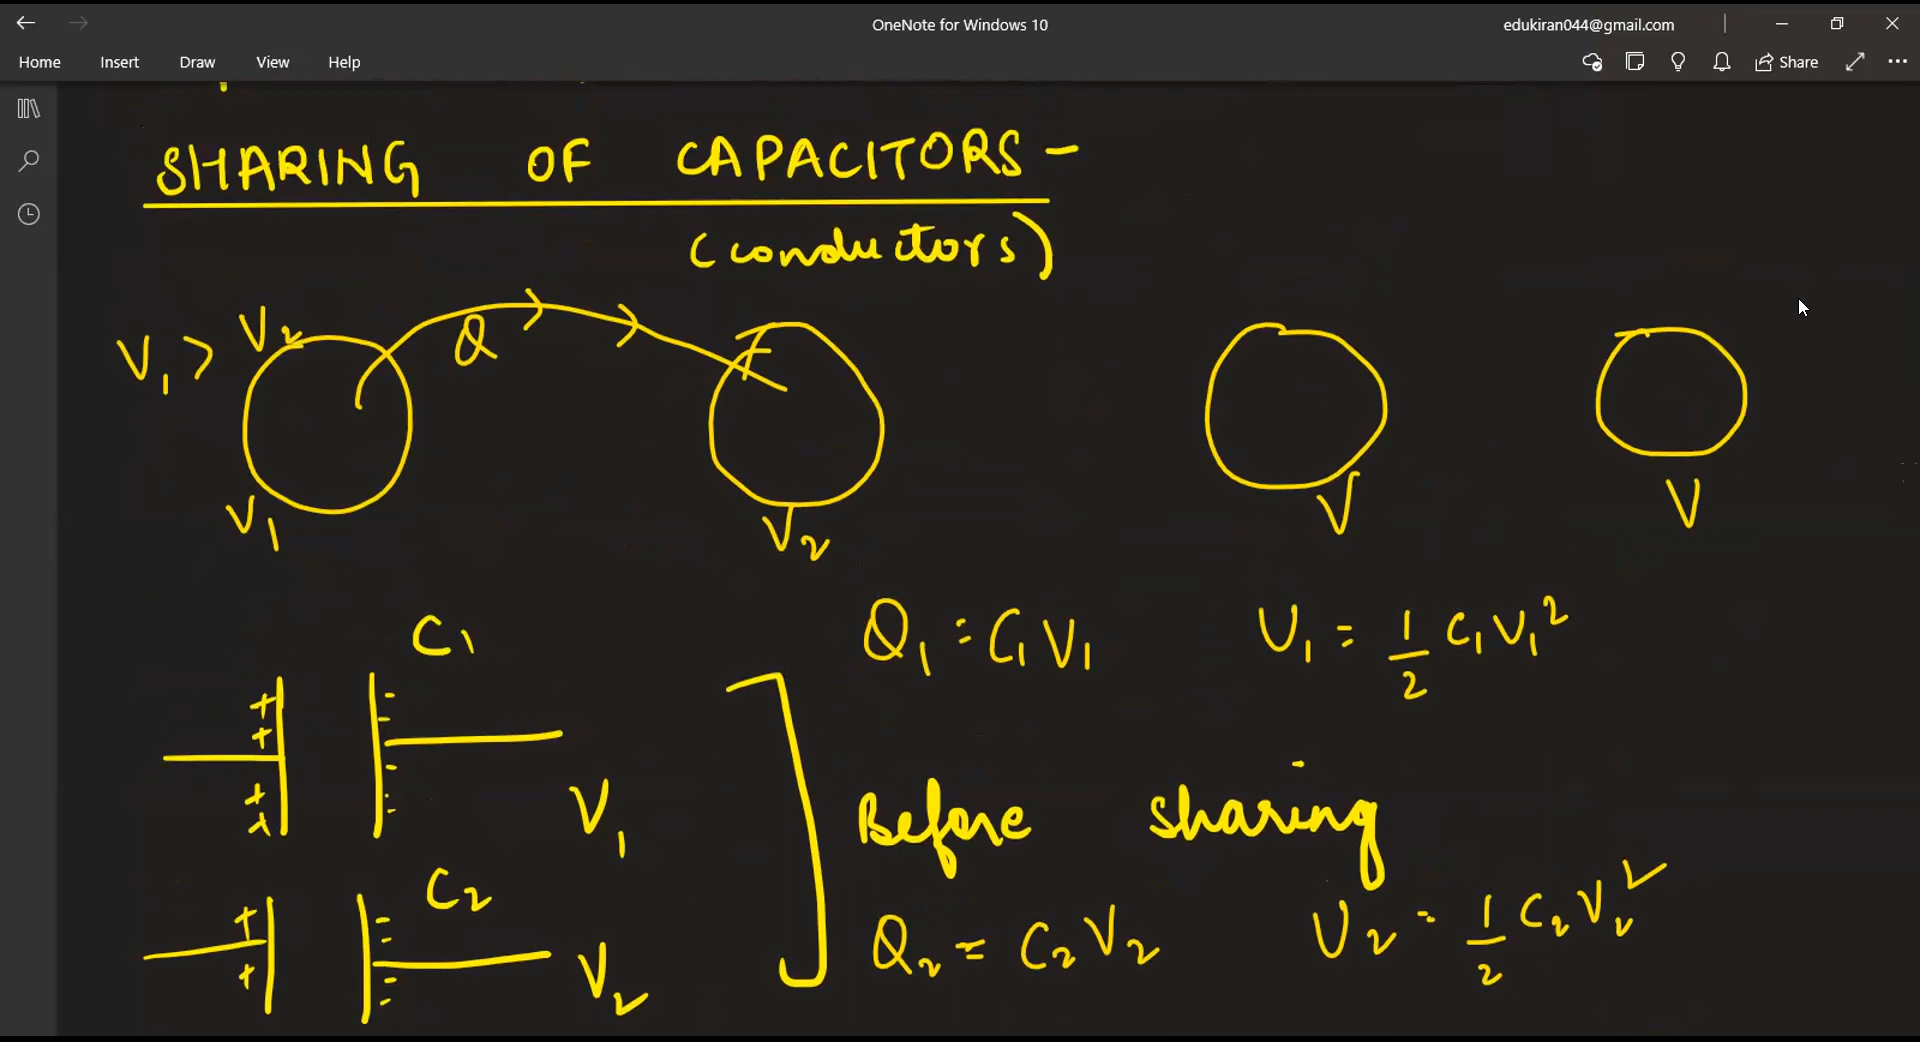 OneNote for Windows 10
edukiran044@gmail.com
Home Insert Draw View Help
Share
SHARING OF CAPACITORS -
(conductors)
V₁ > V₂
Q
V₁
V₂
V
V
C₁
Q₁ = C₁V₁
U₁ = 1/2 C₁V₁²
+ +
+ +
V₁
Before sharing
C₂
+
+
V₂
Q₂ = C₂V₂
U₂ = 1/2 C₂V₂²